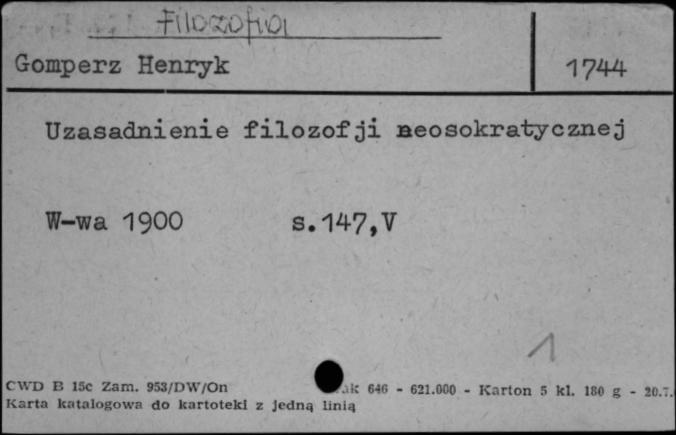 Filozofia
Gomperz Henryk
1744
Uzasadnienie filozofji neosokratycznej
W-wa 1900 s.147,V
1
CWD B 15c Zam. 953/DW/On 646 - 621.000 - Karton 5 kl. 180 g - 20.7.
Karta katalogowa do kartoteki z jedną linią